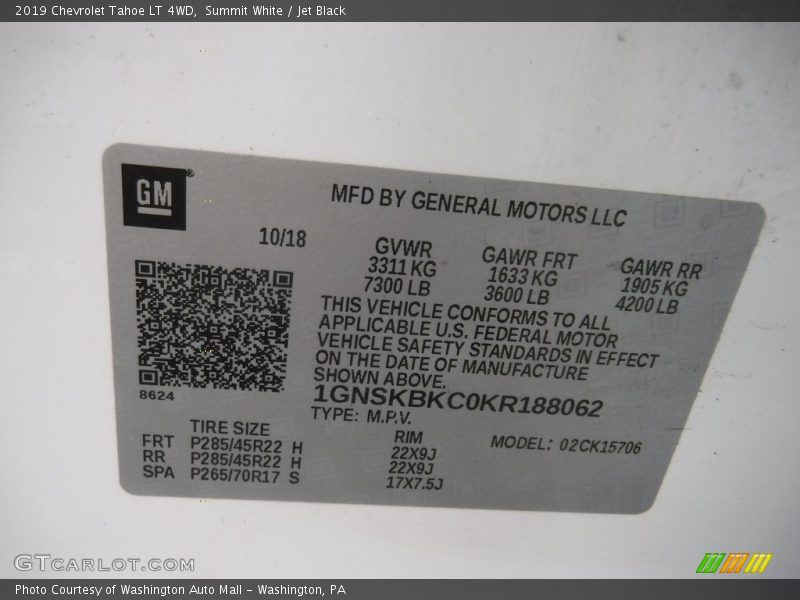 2019 Chevrolet Tahoe LT 4WD,  Summit White / Jet Black
GM®
MFD BY GENERAL MOTORS LLC
10/18
GVWR
3311 KG
7300 LB
GAWR FRT
1633 KG
3600 LB
GAWR RR
1905 KG
4200 LB
THIS VEHICLE CONFORMS TO ALL
APPLICABLE U.S. FEDERAL MOTOR
VEHICLE SAFETY STANDARDS IN EFFECT
ON THE DATE OF MANUFACTURE
SHOWN ABOVE.
8624
1GNSKBKC0KR188062
TYPE: M.P.V.
MODEL: 02CK15706
TIRE SIZE
RIM
FRT P285/45R22 H 22X9J
RR P285/45R22 H 22X9J
SPA P265/70R17 S 17X7.5J
GTCARLOT.COM
Photo Courtesy of Washington Auto Mall - Washington, PA